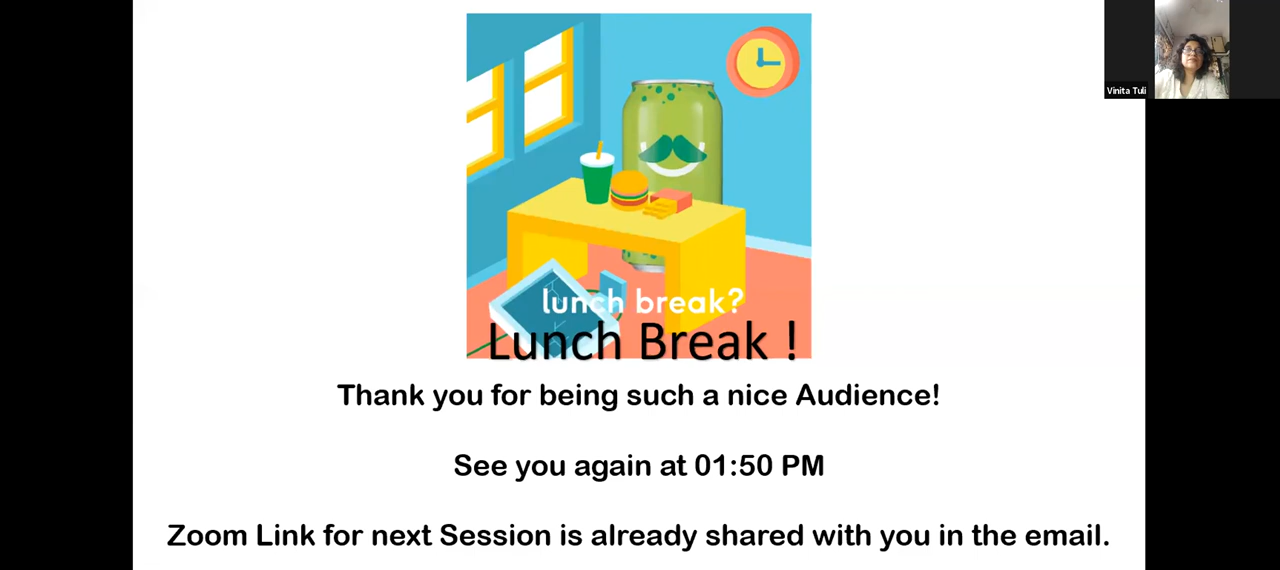 Vinita Tuli
lunch break?
Lunch Break !
Thank you for being such a nice Audience!
See you again at 01:50 PM
Zoom Link for next Session is already shared with you in the email.